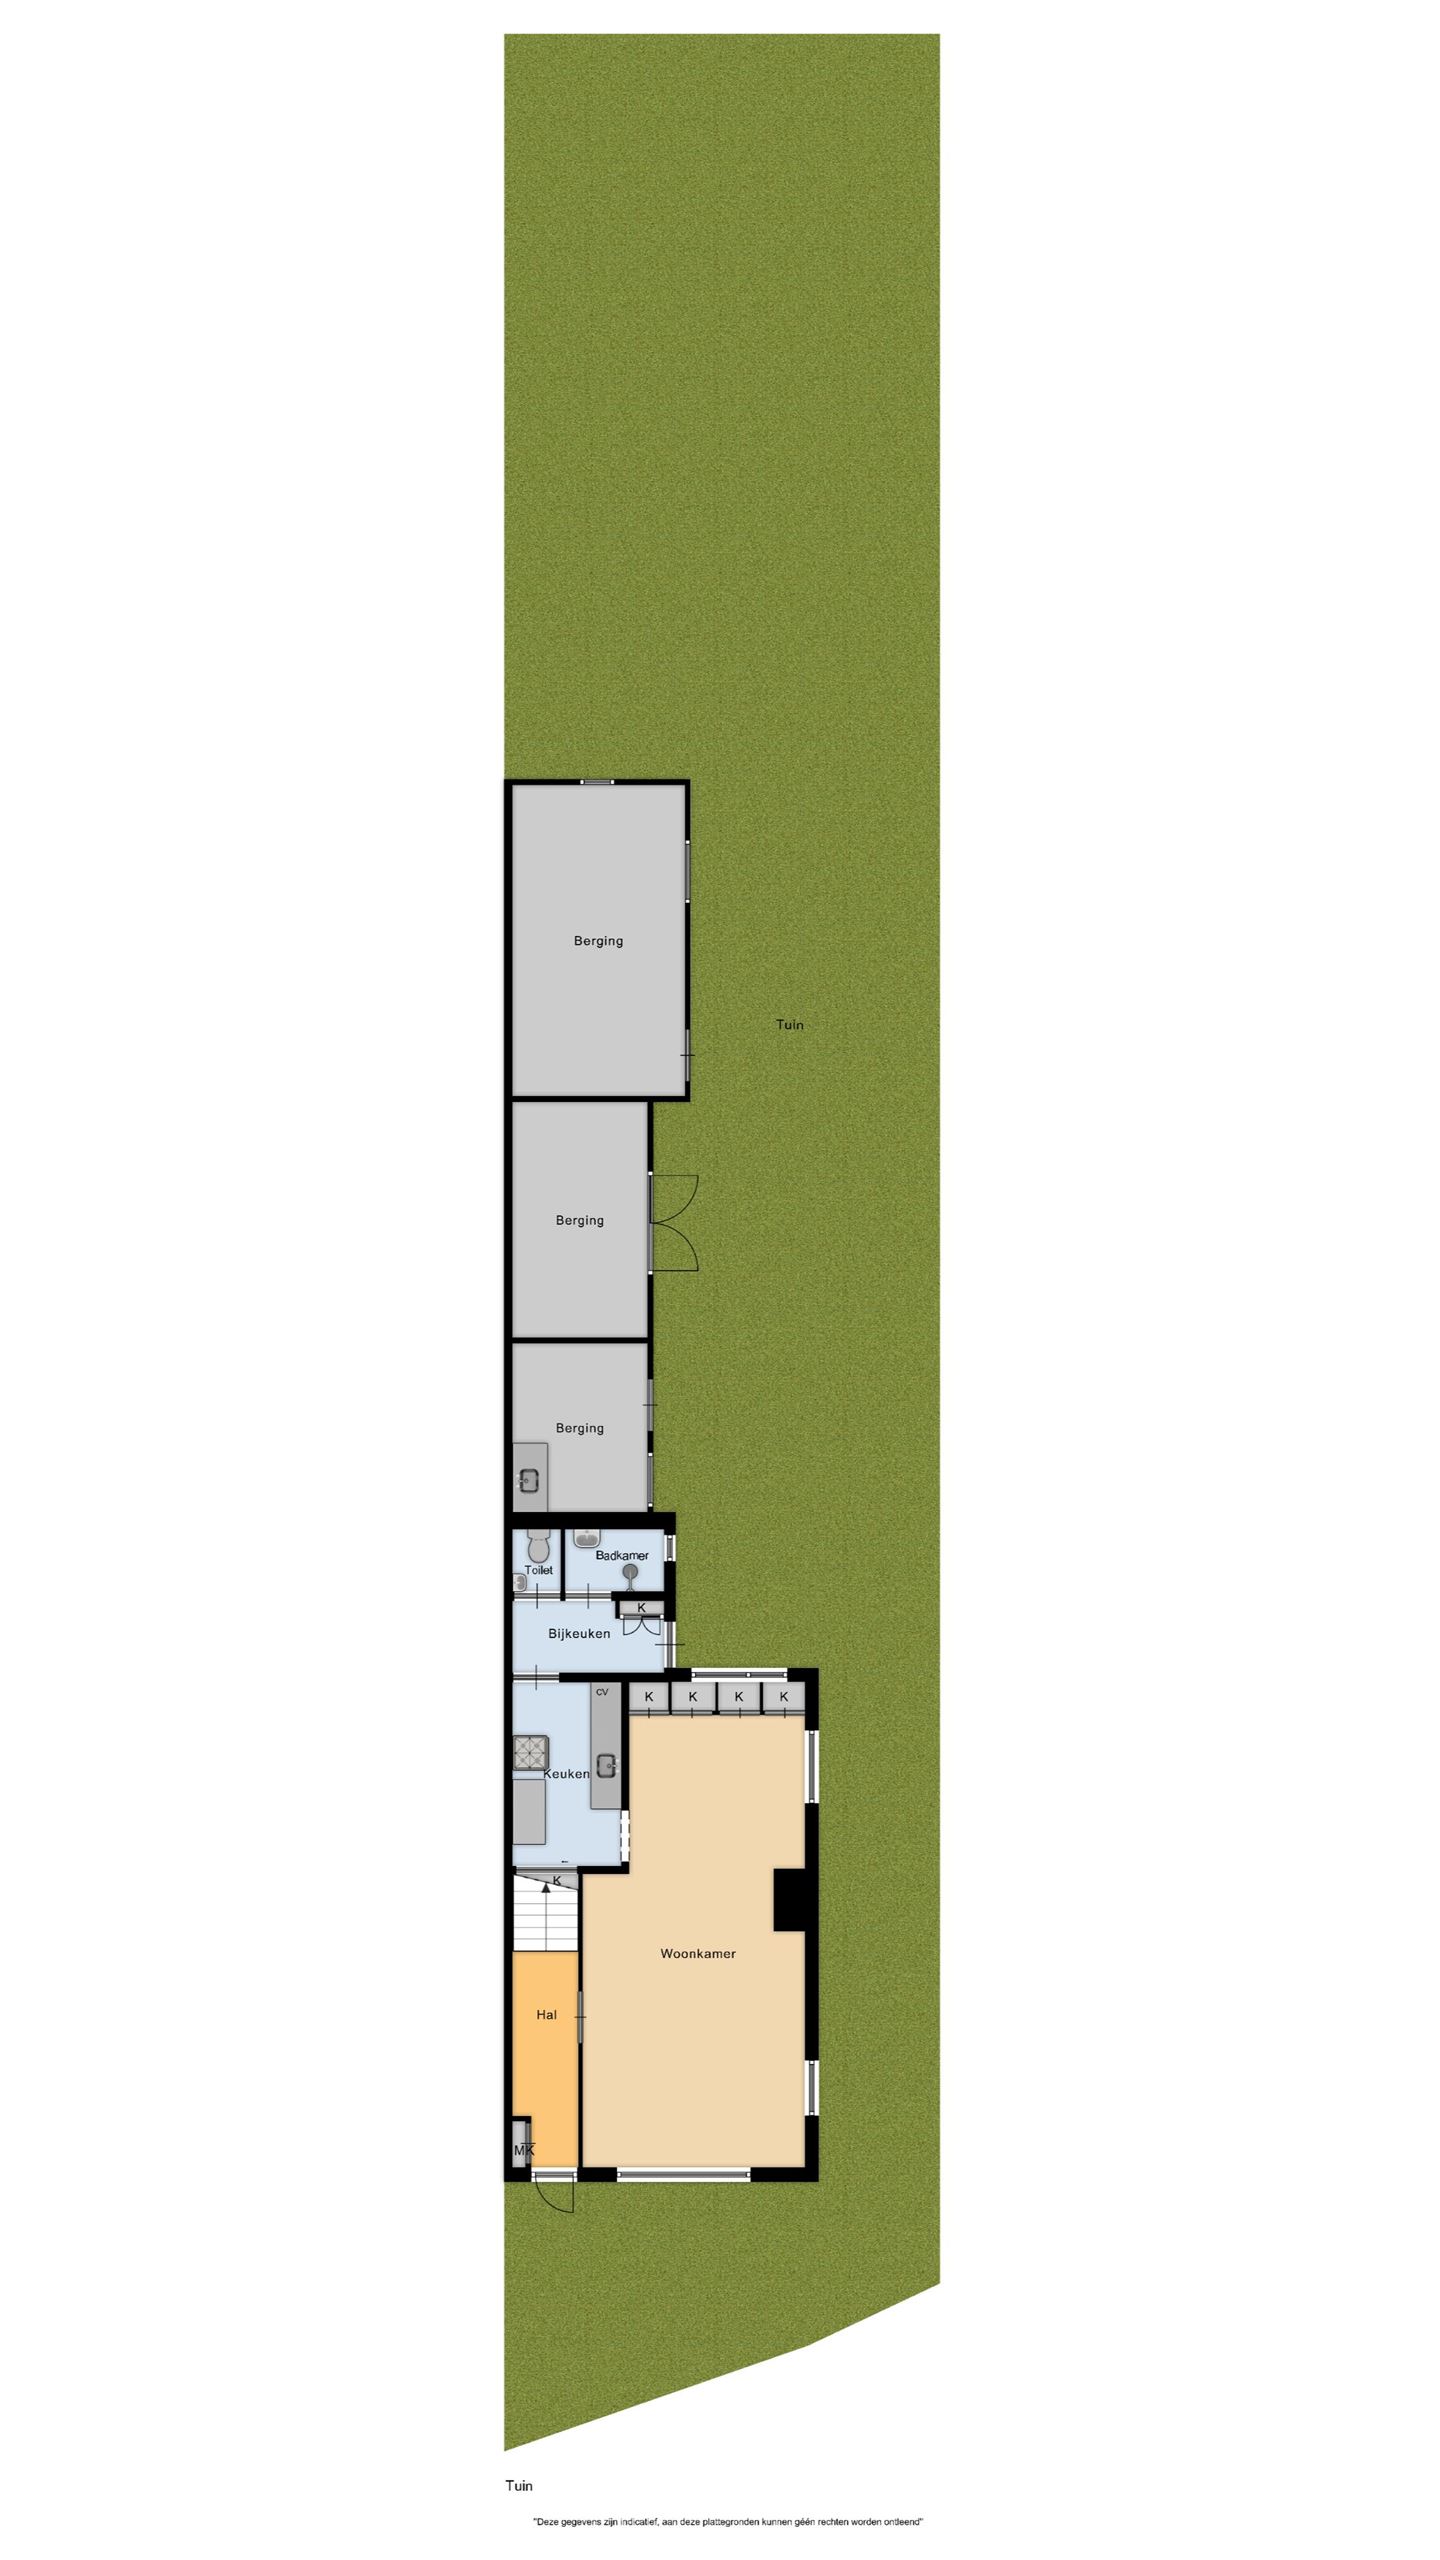 Berging
Tuin
Berging
Berging
Badkamer
Toilet
K
Bijkeuken
CV
K
K
K
K
Keuken
K
Woonkamer
Hal
MK
Tuin
"Deze gegevens zijn indicatief, aan deze plattegronden kunnen géén rechten worden ontleend"